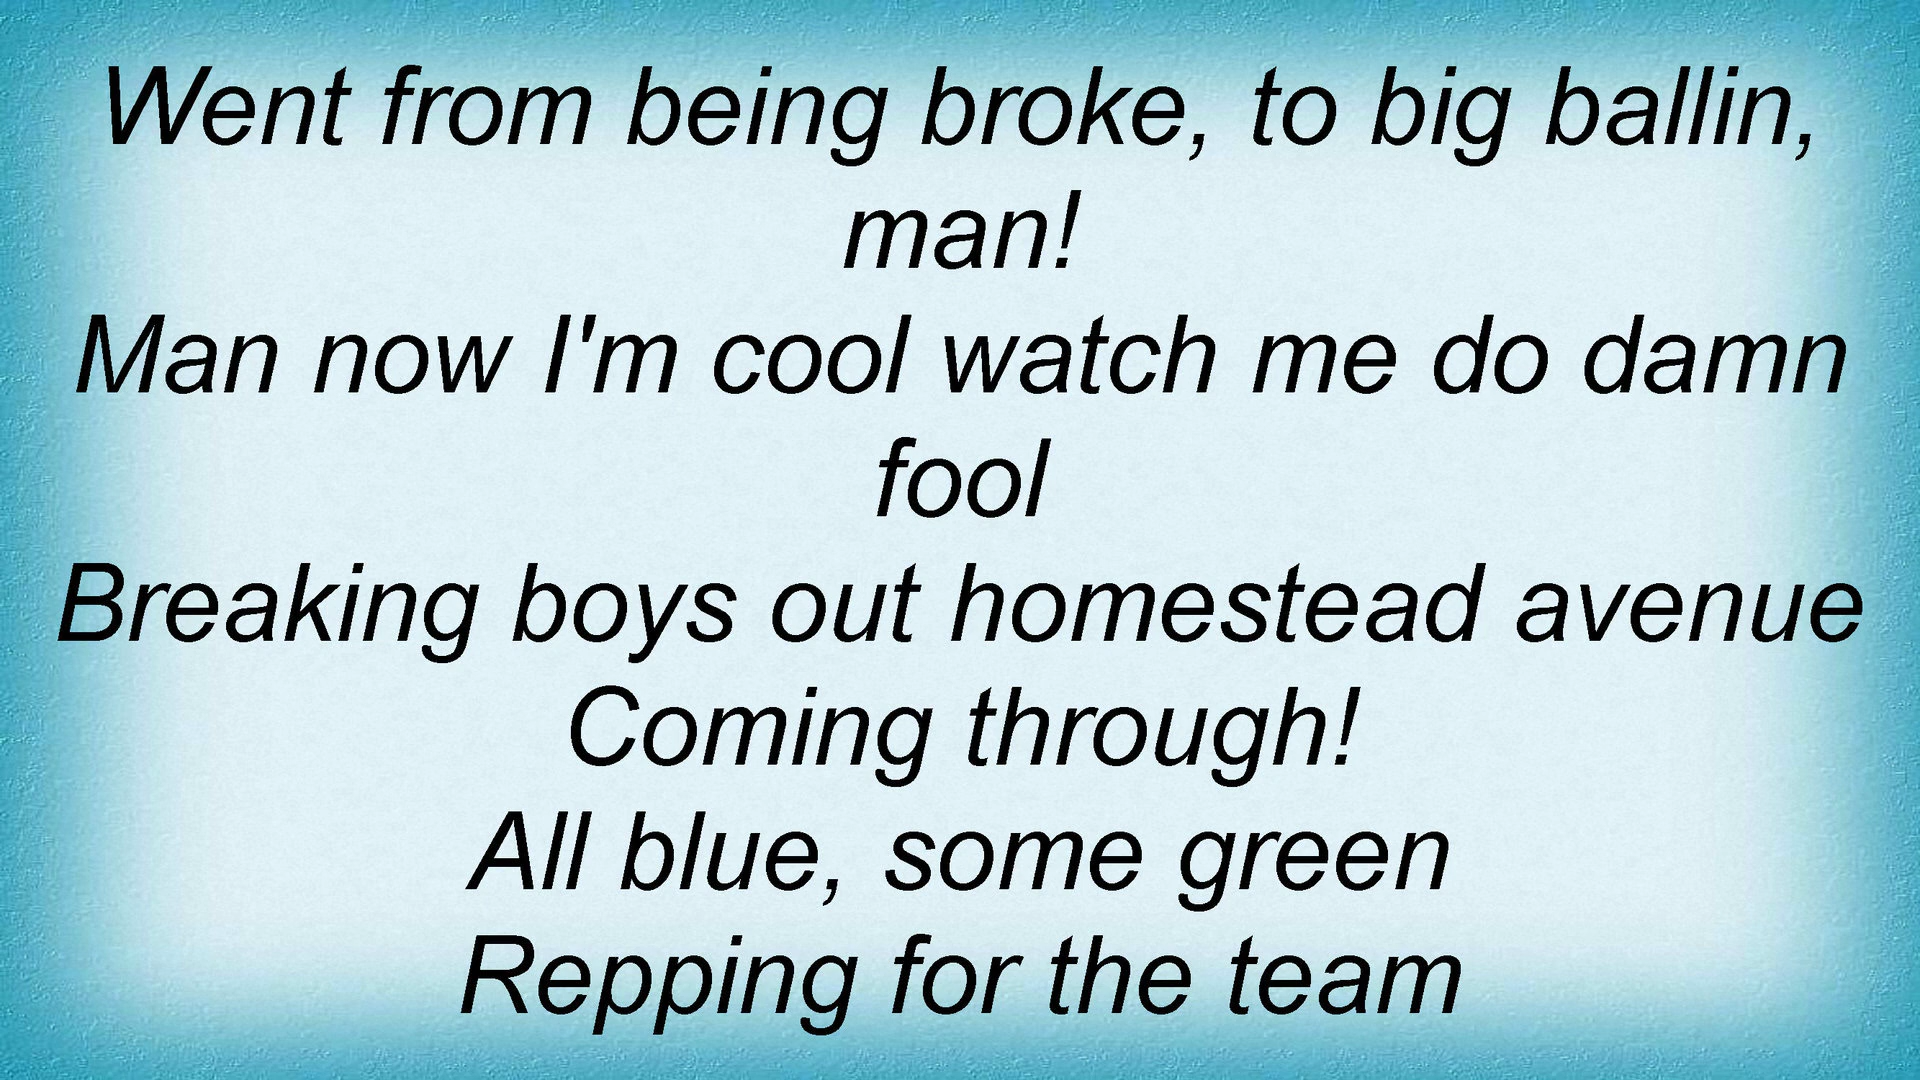 Went from being broke, to big ballin,
man!
Man now I'm cool watch me do damn
fool
Breaking boys out homestead avenue
Coming through!
All blue, some green
Repping for the team